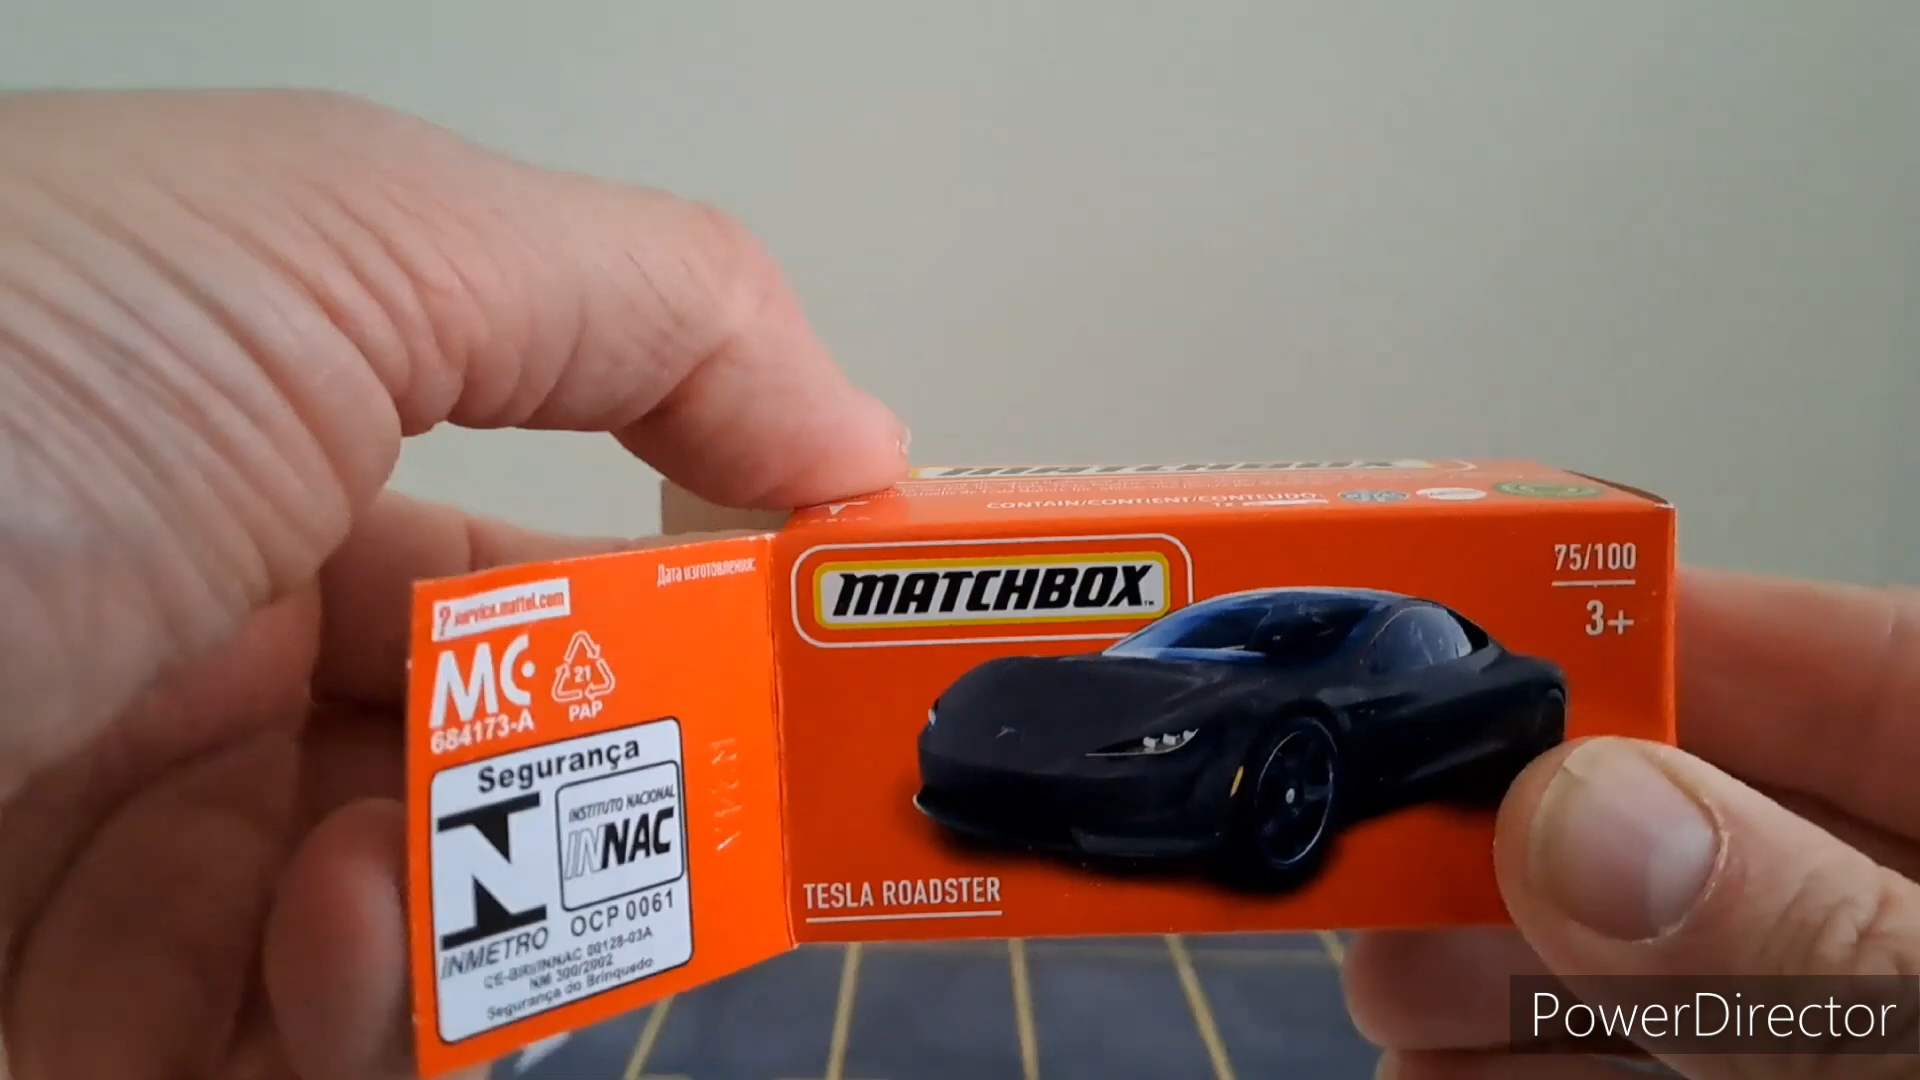 MATCHBOX
CONTAIN/CONTIENT/CONTEÚDO:
MATCHBOX™
75/100
3+
TESLA ROADSTER
Дата изготовления:
? service.mattel.com
MC
684173-A
21
PAP
Segurança
INSTITUTO NACIONAL
INNAC
OCP 0061
INMETRO
CE-BRI/INNAC 00128-03A
NM 300/2002
Segurança do Brinquedo
PowerDirector